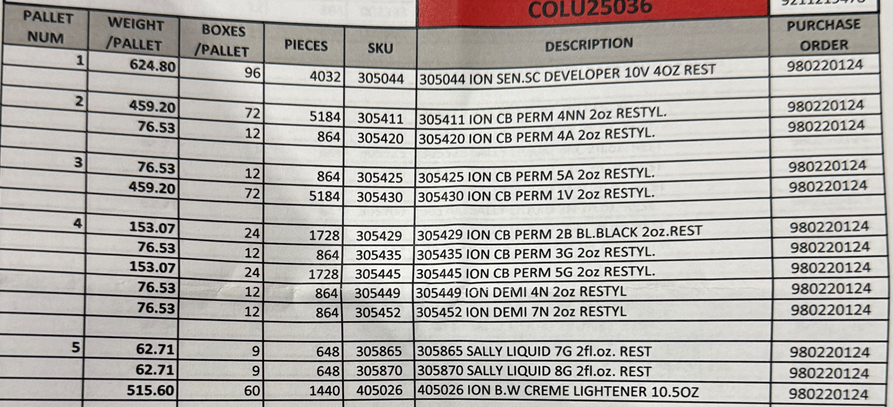 COLU25036
PALLET NUM WEIGHT /PALLET BOXES /PALLET PIECES SKU DESCRIPTION PURCHASE ORDER
1 624.80 96 4032 305044 305044 ION SEN.SC DEVELOPER 10V 4OZ REST 980220124
2 459.20 72 5184 305411 305411 ION CB PERM 4NN 2oz RESTYL. 980220124
76.53 12 864 305420 305420 ION CB PERM 4A 2oz RESTYL. 980220124
3 76.53 12 864 305425 305425 ION CB PERM 5A 2oz RESTYL. 980220124
459.20 72 5184 305430 305430 ION CB PERM 1V 2oz RESTYL. 980220124
4 153.07 24 1728 305429 305429 ION CB PERM 2B BL.BLACK 2oz.REST 980220124
76.53 12 864 305435 305435 ION CB PERM 3G 2oz RESTYL. 980220124
153.07 24 1728 305445 305445 ION CB PERM 5G 2oz RESTYL. 980220124
76.53 12 864 305449 305449 ION DEMI 4N 2oz RESTYL 980220124
76.53 12 864 305452 305452 ION DEMI 7N 2oz RESTYL 980220124
5 62.71 9 648 305865 305865 SALLY LIQUID 7G 2fl.oz. REST 980220124
62.71 9 648 305870 305870 SALLY LIQUID 8G 2fl.oz. REST 980220124
515.60 60 1440 405026 405026 ION B.W CREME LIGHTENER 10.5OZ 980220124